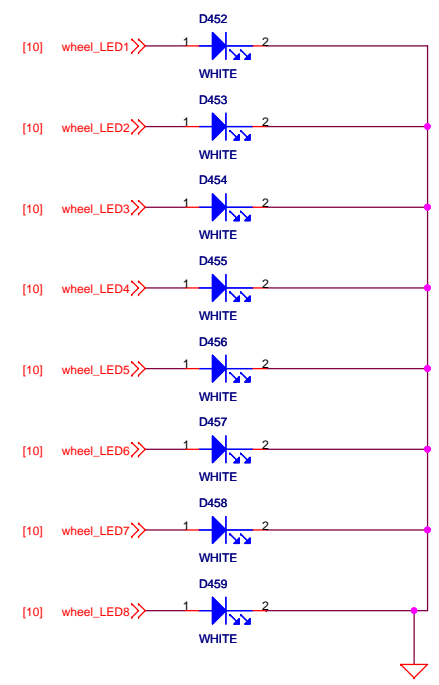 D452
[10] wheel_LED1 1 2
WHITE
D453
[10] wheel_LED2 1 2
WHITE
D454
[10] wheel_LED3 1 2
WHITE
D455
[10] wheel_LED4 1 2
WHITE
D456
[10] wheel_LED5 1 2
WHITE
D457
[10] wheel_LED6 1 2
WHITE
D458
[10] wheel_LED7 1 2
WHITE
D459
[10] wheel_LED8 1 2
WHITE